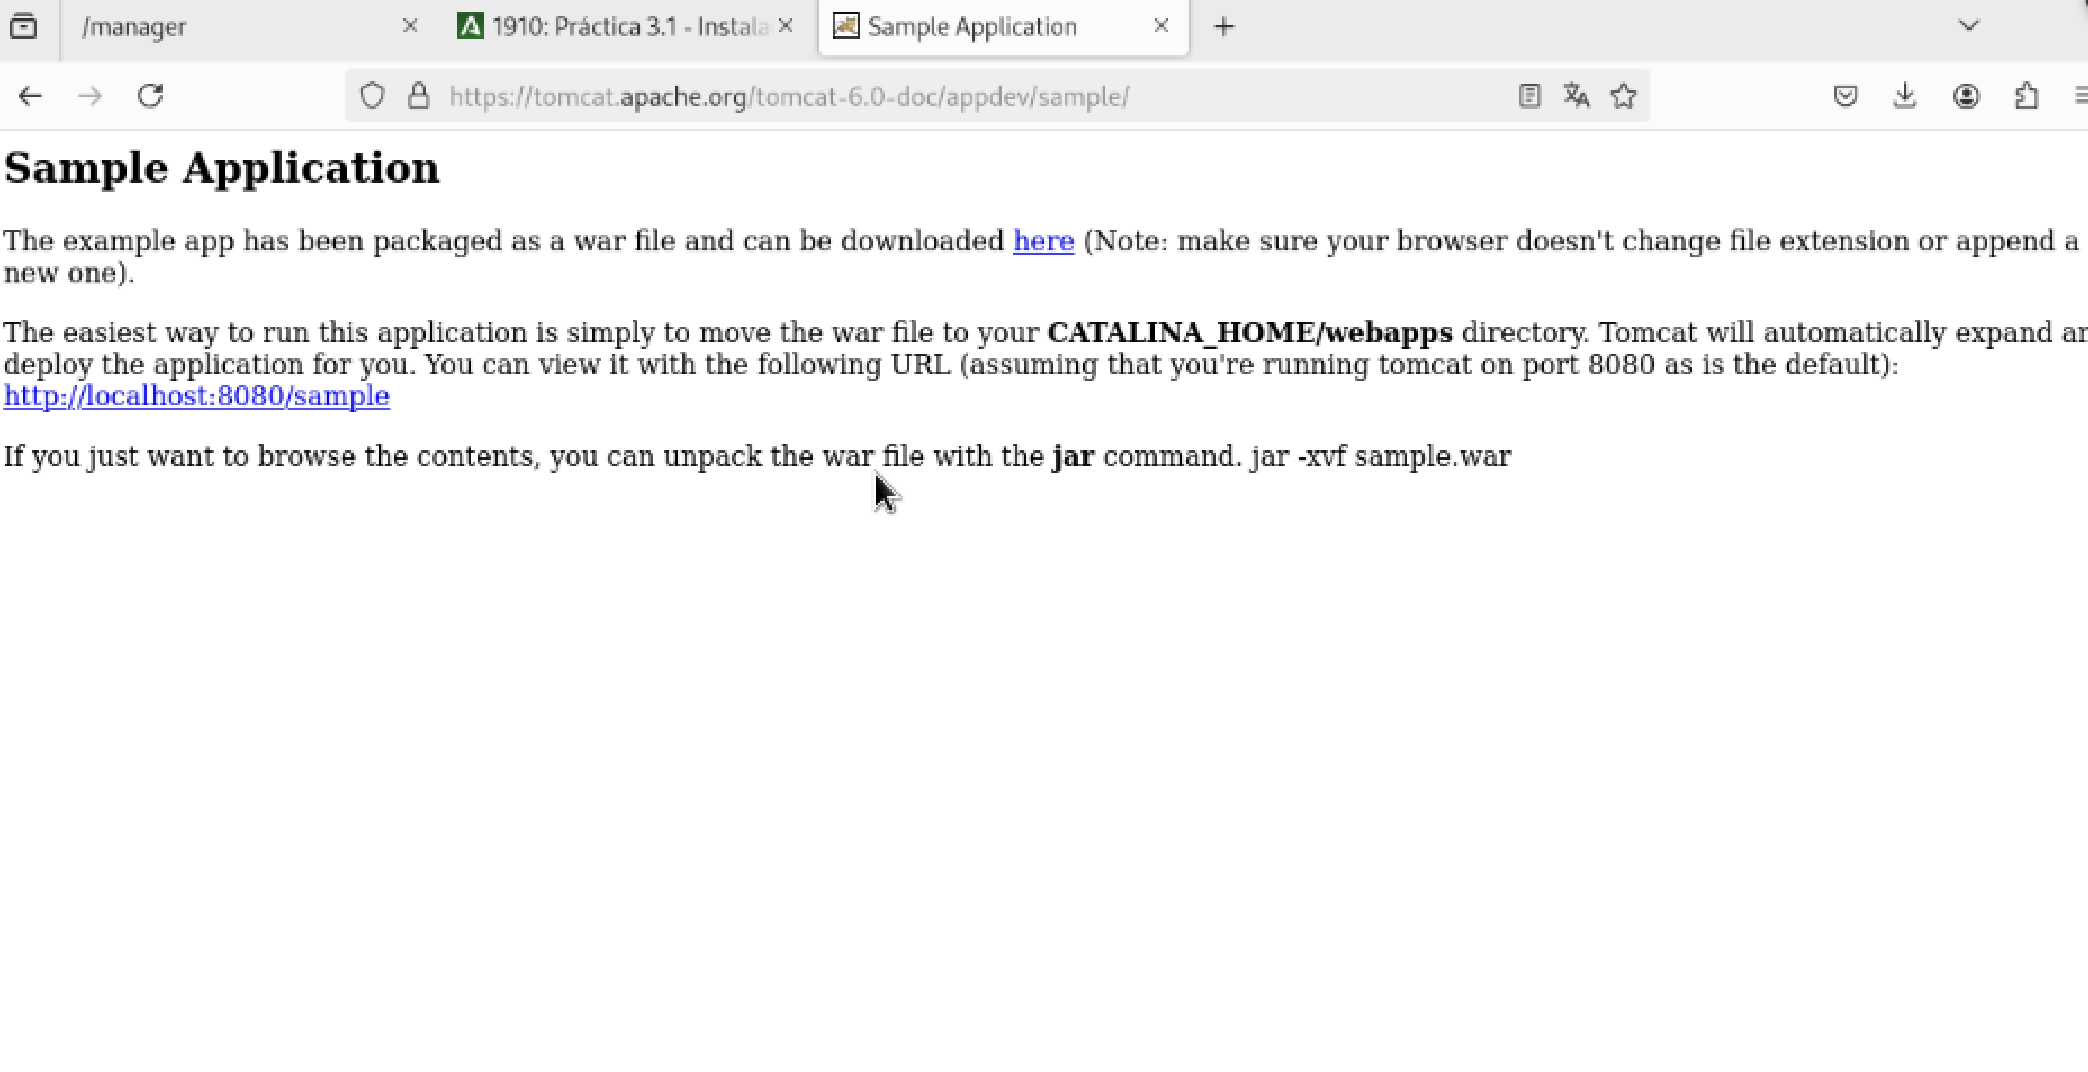 /manager
1910: Práctica 3.1 - Instala
Sample Application
https://tomcat.apache.org/tomcat-6.0-doc/appdev/sample/
Sample Application
The example app has been packaged as a war file and can be downloaded here (Note: make sure your browser doesn't change file extension or append a
new one).
The easiest way to run this application is simply to move the war file to your CATALINA_HOME/webapps directory. Tomcat will automatically expand an
deploy the application for you. You can view it with the following URL (assuming that you're running tomcat on port 8080 as is the default):
http://localhost:8080/sample
If you just want to browse the contents, you can unpack the war file with the jar command. jar -xvf sample.war